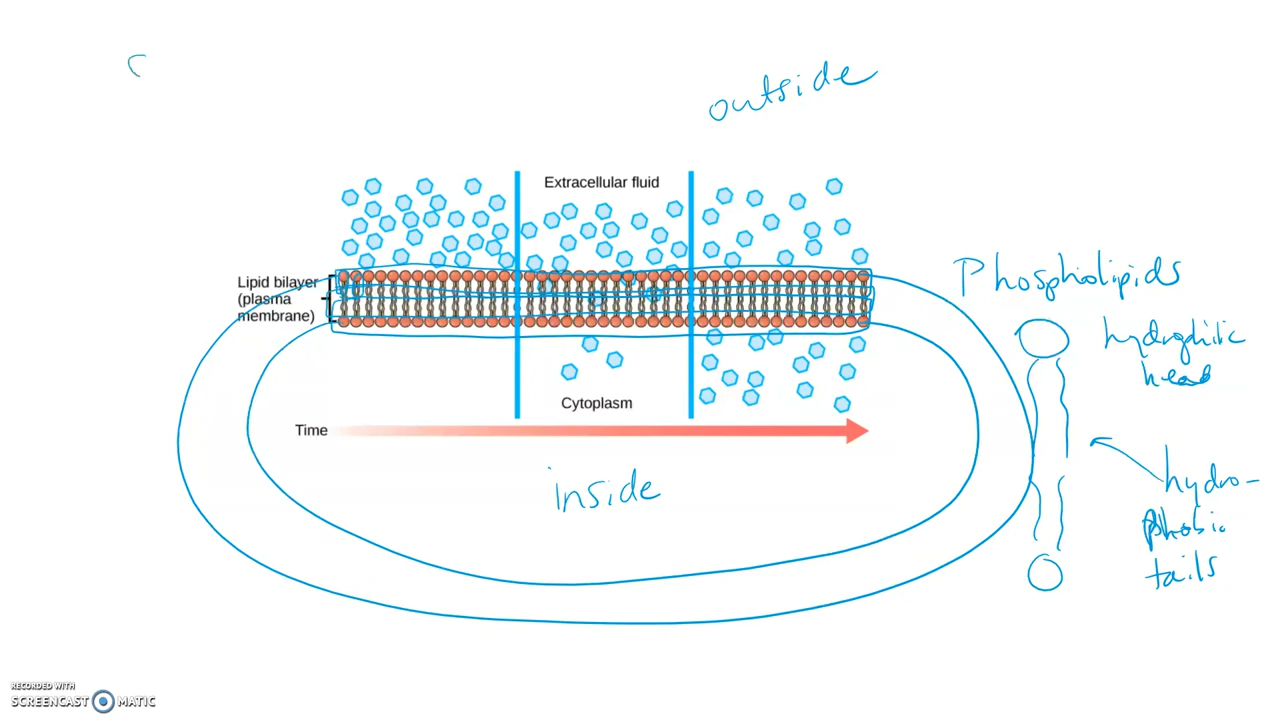 outside
Extracellular fluid
Lipid bilayer
(plasma
membrane)
Phospholipids
hydrophilic
head
Cytoplasm
Time
inside
hydro-
phobic
tails
RECORDED WITH
SCREENCAST MATIC